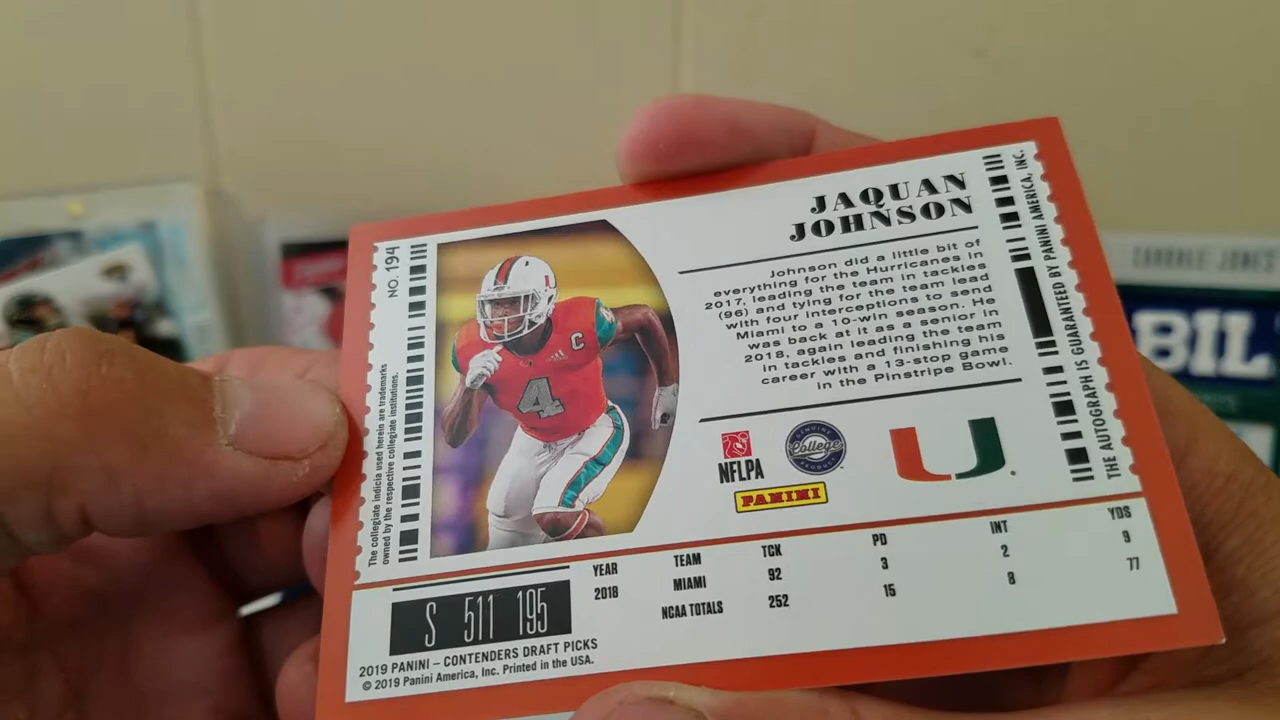 JAQUAN
JOHNSON
NO. 194
Johnson did a little bit of
everything for the Hurricanes in
2017, leading the team in tackles
(96) and tying for the team lead
with four interceptions to send
Miami to a 10-win season. He
was back at it as a senior in
2018, again leading the team
in tackles and finishing his
career with a 13-stop game
in the Pinstripe Bowl.
The collegiate indicia used herein are trademarks
owned by the respective collegiate institutions.
THE AUTOGRAPH IS GUARANTEED BY PANINI AMERICA, INC.
C
4
NFLPA
GENUINE
College
PRODUCT
PANINI
U
YEAR TEAM TCK PD INT YDS
2018 MIAMI 92 3 2 9
NCAA TOTALS 252 15 8 77
S 511 195
2019 PANINI – CONTENDERS DRAFT PICKS
© 2019 Panini America, Inc. Printed in the USA.
BIL